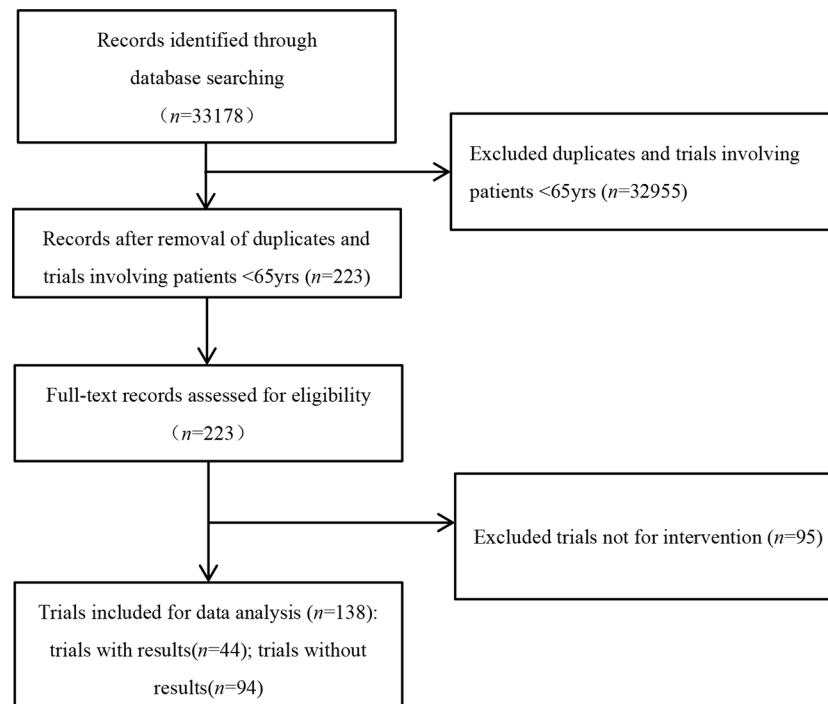 Records identified through
database searching
（n=33178）
Excluded duplicates and trials involving
patients <65yrs (n=32955)
Records after removal of duplicates and
trials involving patients <65yrs (n=223)
Full-text records assessed for eligibility
（n=223）
Excluded trials not for intervention (n=95)
Trials included for data analysis (n=138):
trials with results(n=44); trials without
results(n=94)